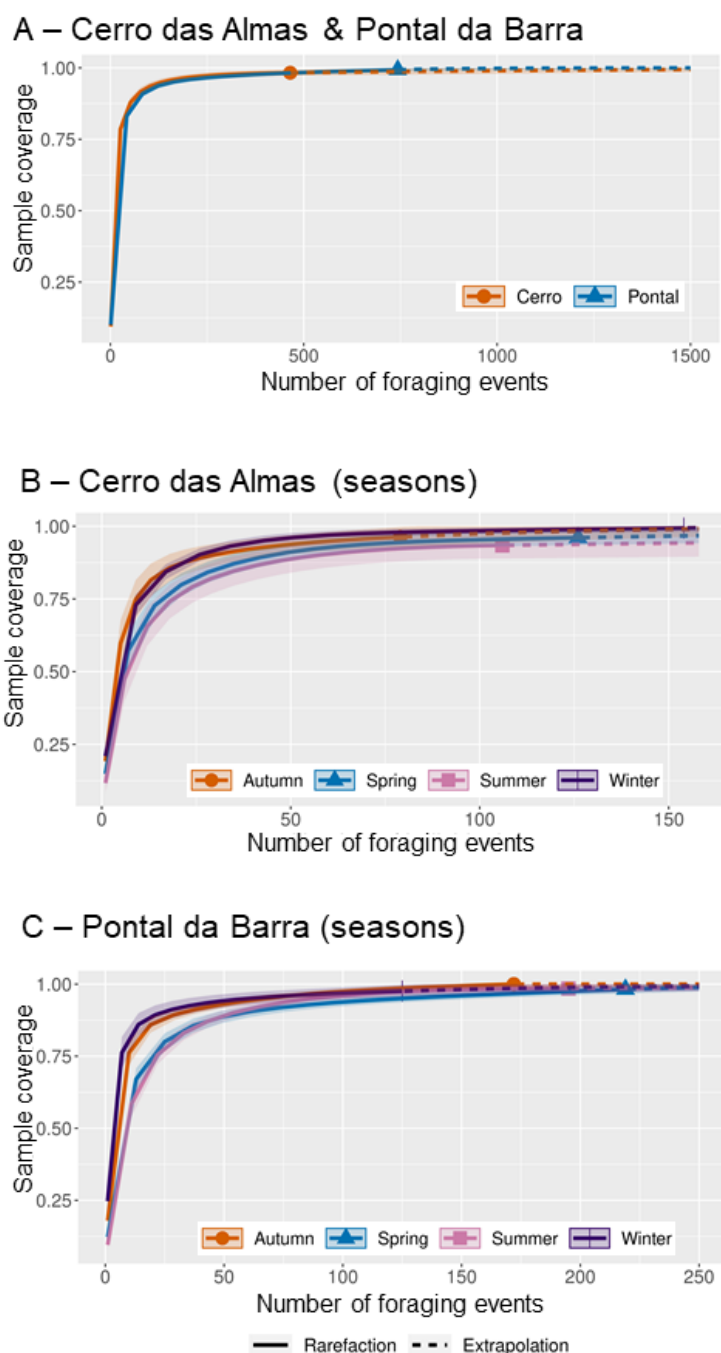 A – Cerro das Almas & Pontal da Barra
1.00
0.75
0.50
0.25
Sample coverage
Cerro Pontal
0 500 1000 1500
Number of foraging events
B – Cerro das Almas (seasons)
1.00
0.75
0.50
0.25
Sample coverage
Autumn Spring Summer Winter
0 50 100 150
Number of foraging events
C – Pontal da Barra (seasons)
1.00
0.75
0.50
0.25
Sample coverage
Autumn Spring Summer Winter
0 50 100 150 200 250
Number of foraging events
Rarefaction Extrapolation